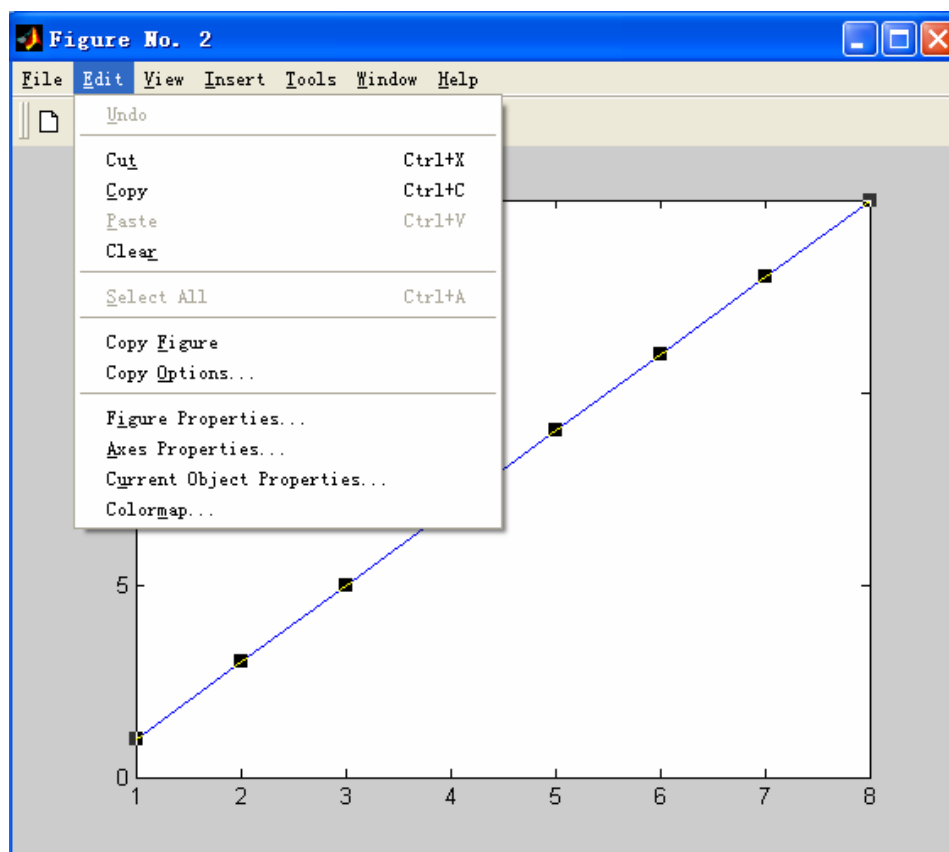 Figure No. 2
File Edit View Insert Tools Window Help
Undo
Cut Ctrl+X
Copy Ctrl+C
Paste Ctrl+V
Clear
Select All Ctrl+A
Copy Figure
Copy Options...
Figure Properties...
Axes Properties...
Current Object Properties...
Colormap...
5
0
1 2 3 4 5 6 7 8